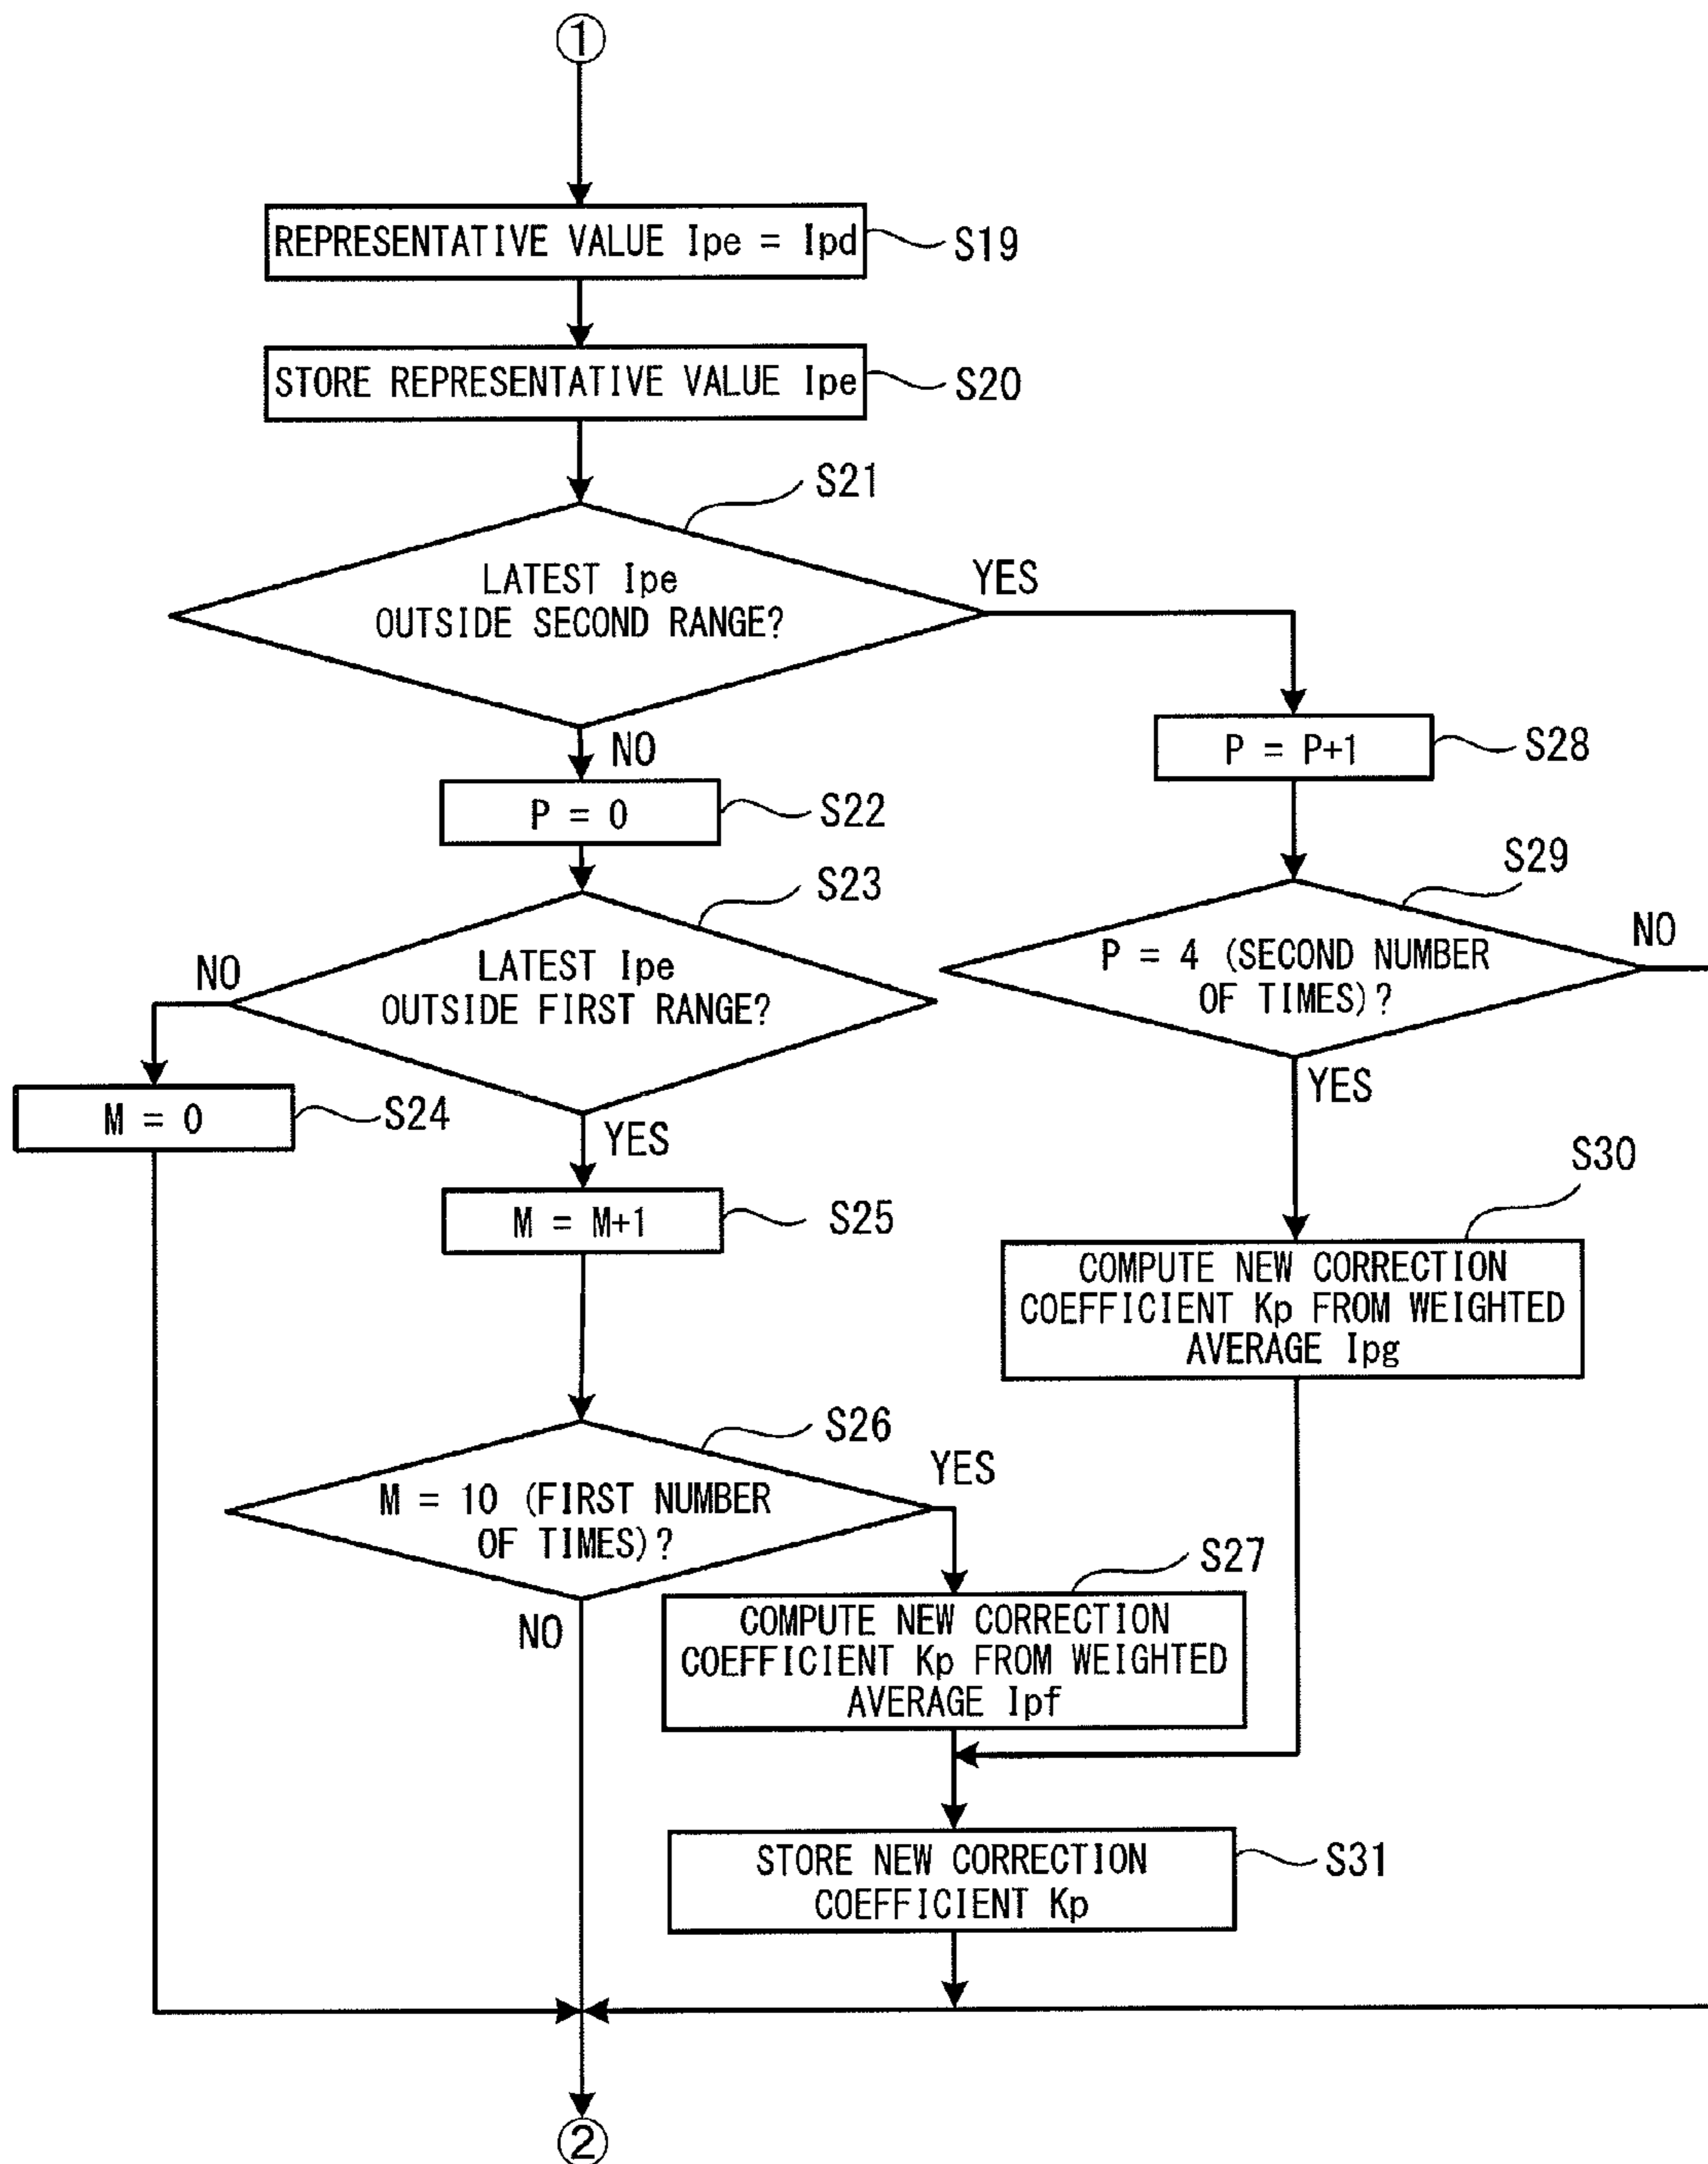 ①
REPRESENTATIVE VALUE Ipe = Ipd
S19
STORE REPRESENTATIVE VALUE Ipe
S20
S21
LATEST Ipe
OUTSIDE SECOND RANGE?
YES
NO
P = P+1
S28
P = 0
S22
S23
LATEST Ipe
OUTSIDE FIRST RANGE?
NO
YES
S29
P = 4 (SECOND NUMBER
OF TIMES)?
NO
YES
M = 0
S24
M = M+1
S25
S30
COMPUTE NEW CORRECTION
COEFFICIENT Kp FROM WEIGHTED
AVERAGE Ipg
S26
M = 10 (FIRST NUMBER
OF TIMES)?
YES
NO
S27
COMPUTE NEW CORRECTION
COEFFICIENT Kp FROM WEIGHTED
AVERAGE Ipf
STORE NEW CORRECTION
COEFFICIENT Kp
S31
②